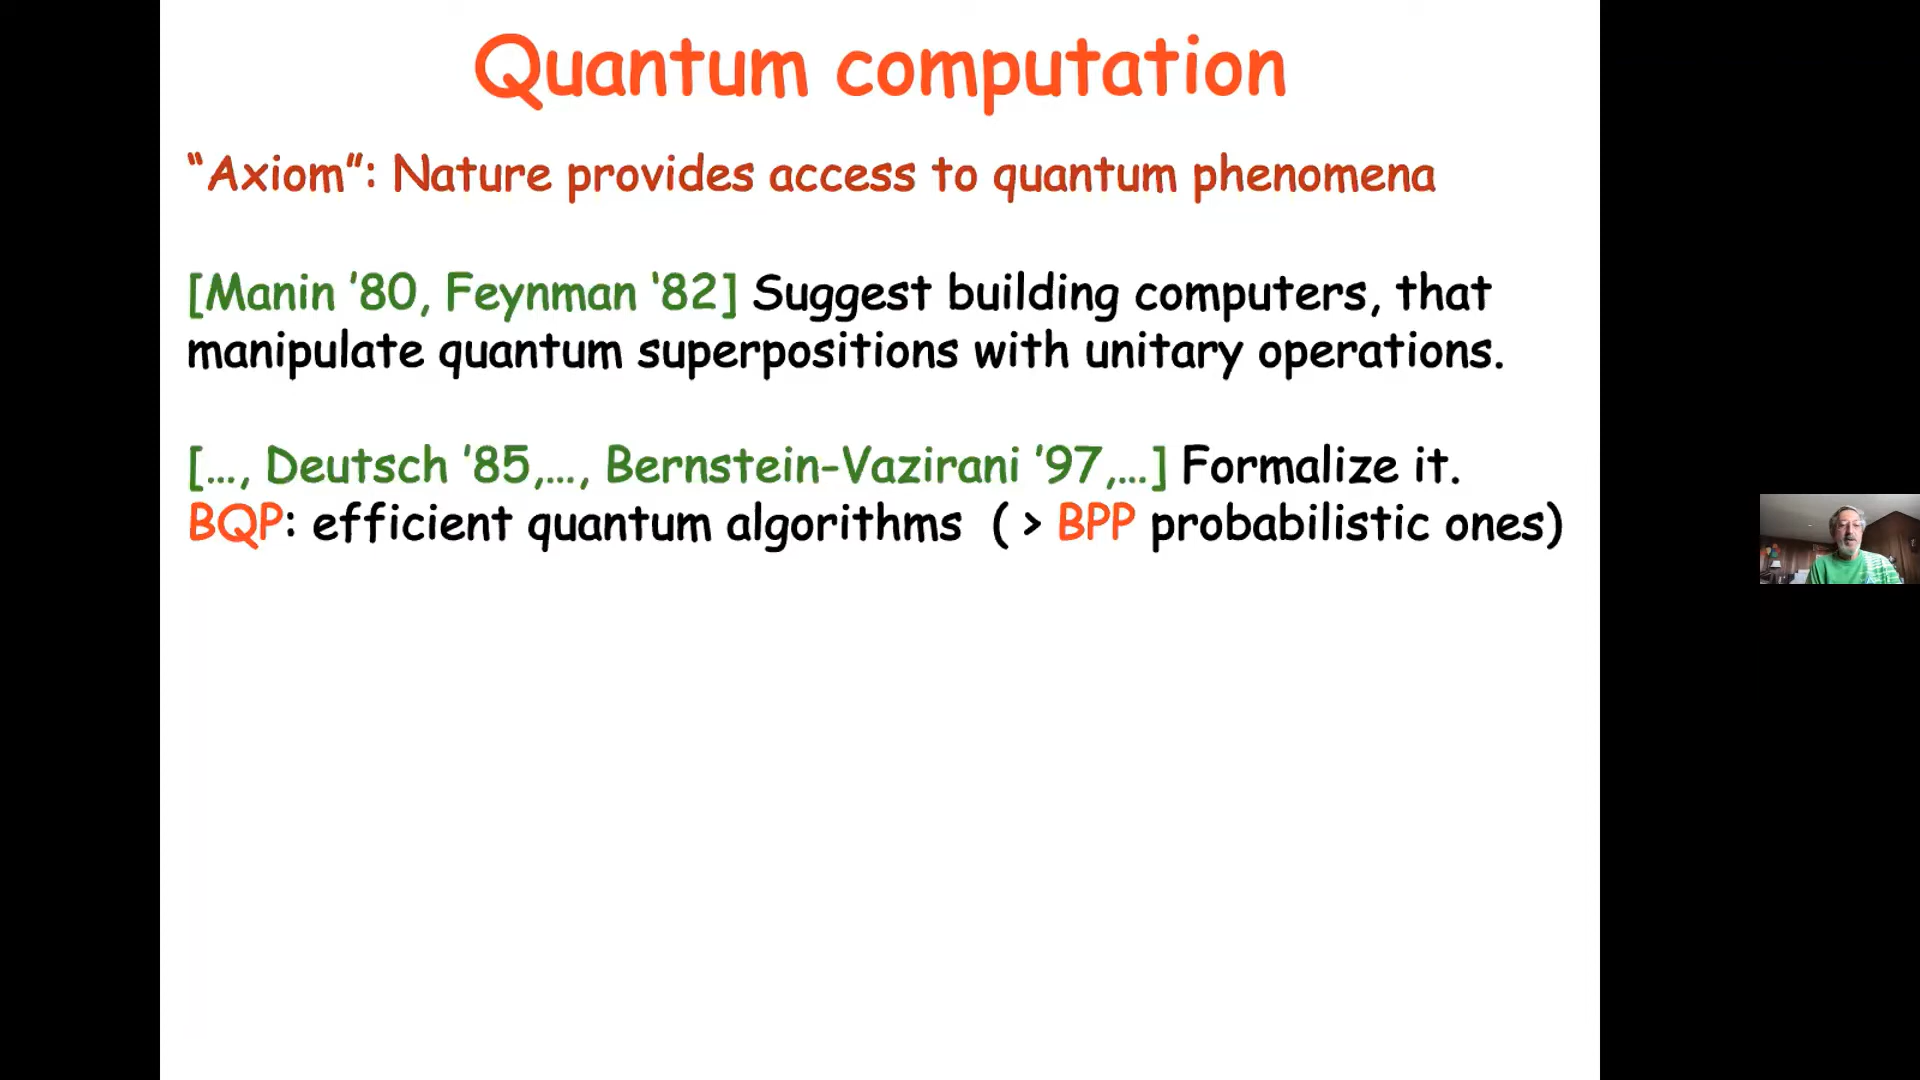 Quantum computation
“Axiom”: Nature provides access to quantum phenomena
[Manin ’80, Feynman ‘82] Suggest building computers, that
manipulate quantum superpositions with unitary operations.
[…, Deutsch ’85,…, Bernstein-Vazirani ’97,…] Formalize it.
BQP: efficient quantum algorithms ( > BPP probabilistic ones)